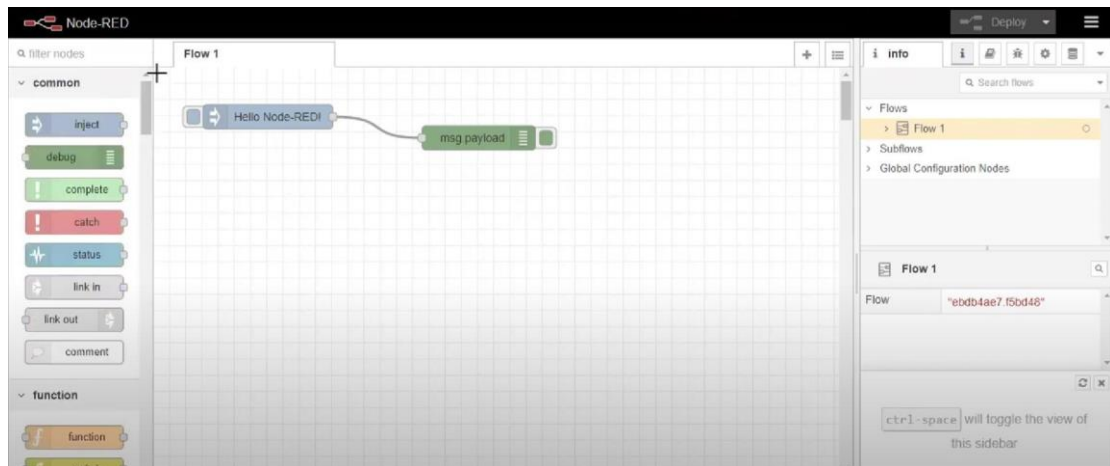 Node-RED
Deploy
filter nodes
Flow 1
i info
i
Search flows
common
Flows
inject
Hello Node-RED!
Flow 1
debug
msg.payload
Subflows
complete
Global Configuration Nodes
catch
status
link in
Flow 1
link out
Flow
"ebdb4ae7.f5bd48"
comment
function
ctrl-space will toggle the view of
this sidebar
function